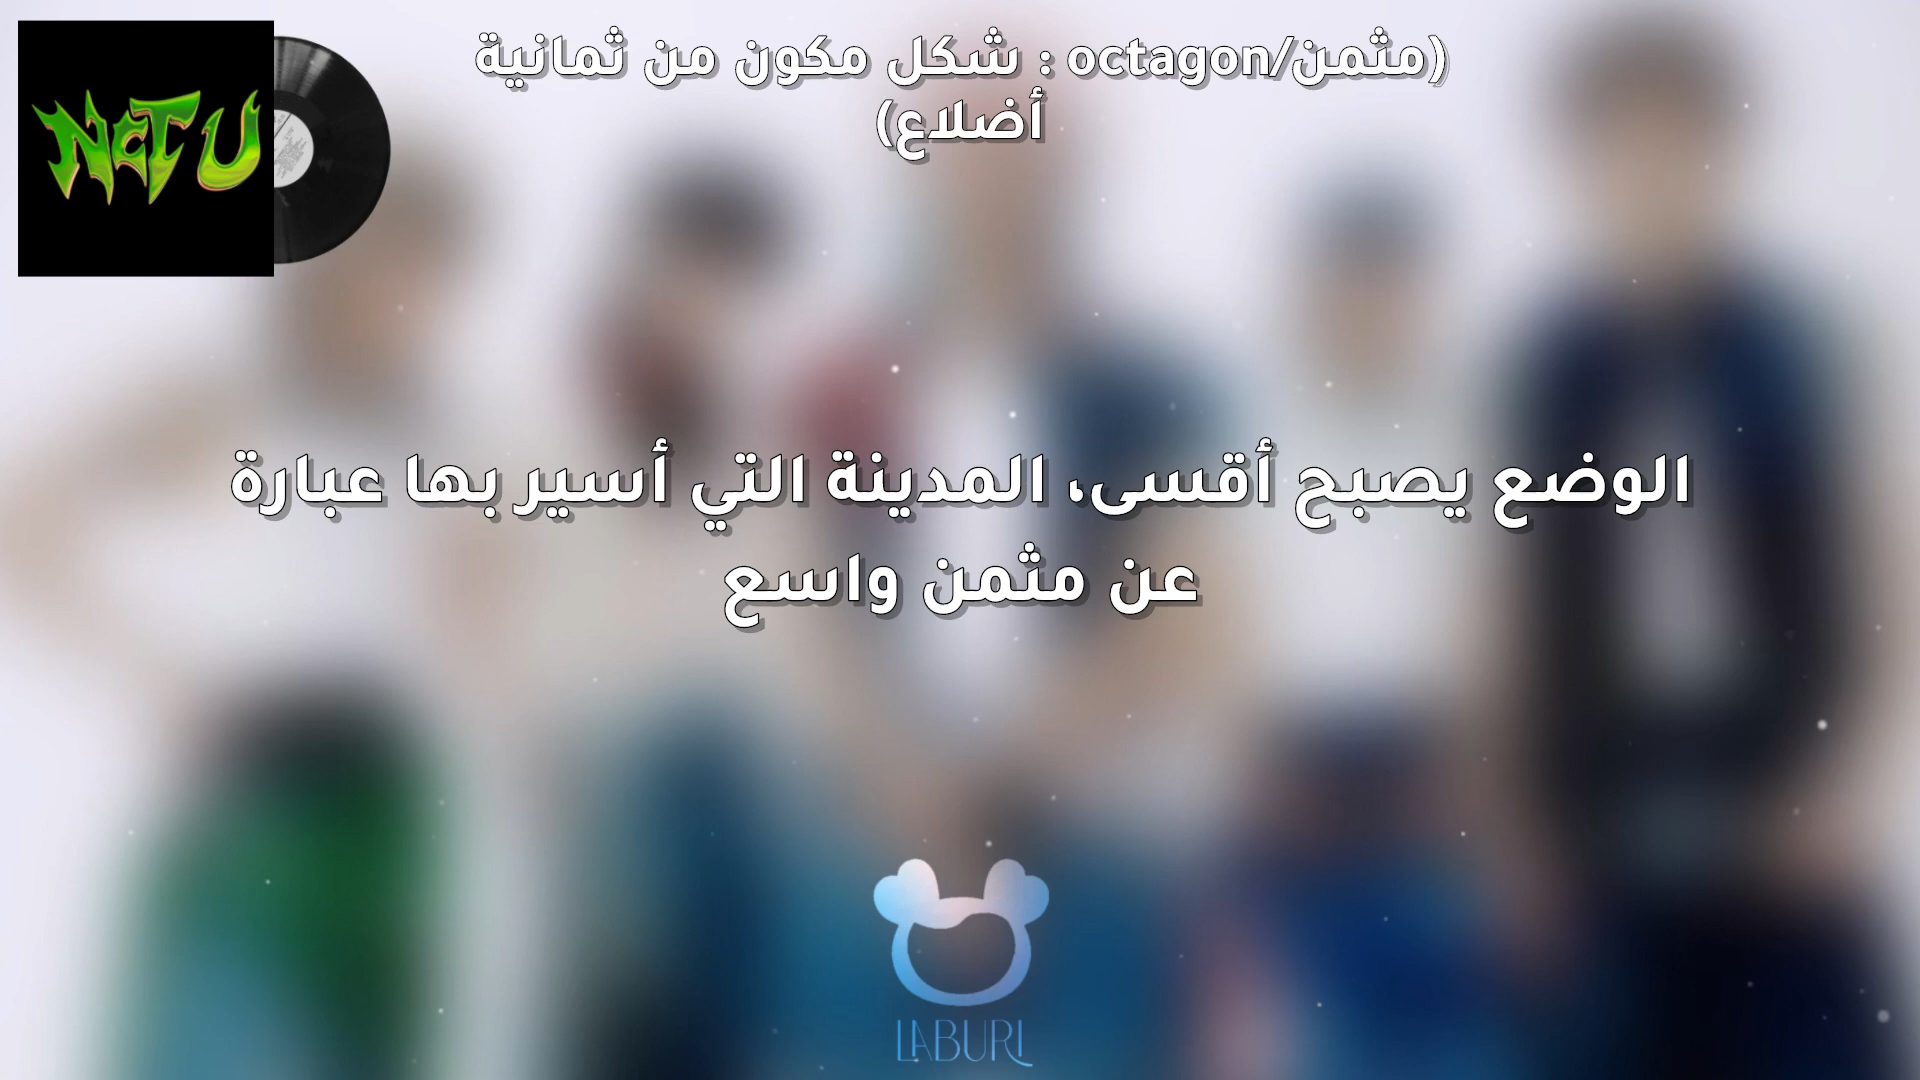 (مثمن/octagon : شكل مكون من ثمانية
أضلاع)
NCT U
الوضع يصبح أقسى، المدينة التي أسير بها عبارة
عن مثمن واسع
LABURI